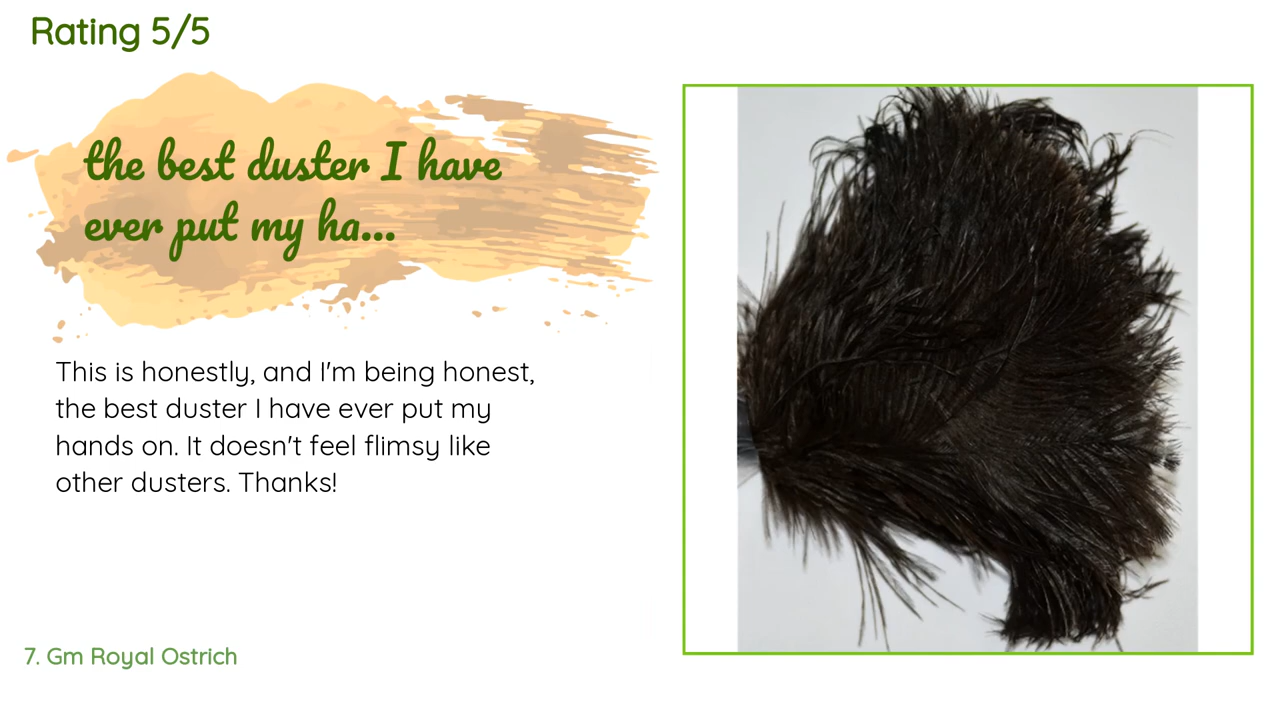 Rating 5/5
the best duster I have
ever put my ha...
This is honestly, and I'm being honest,
the best duster I have ever put my
hands on. It doesn't feel flimsy like
other dusters. Thanks!
7. Gm Royal Ostrich